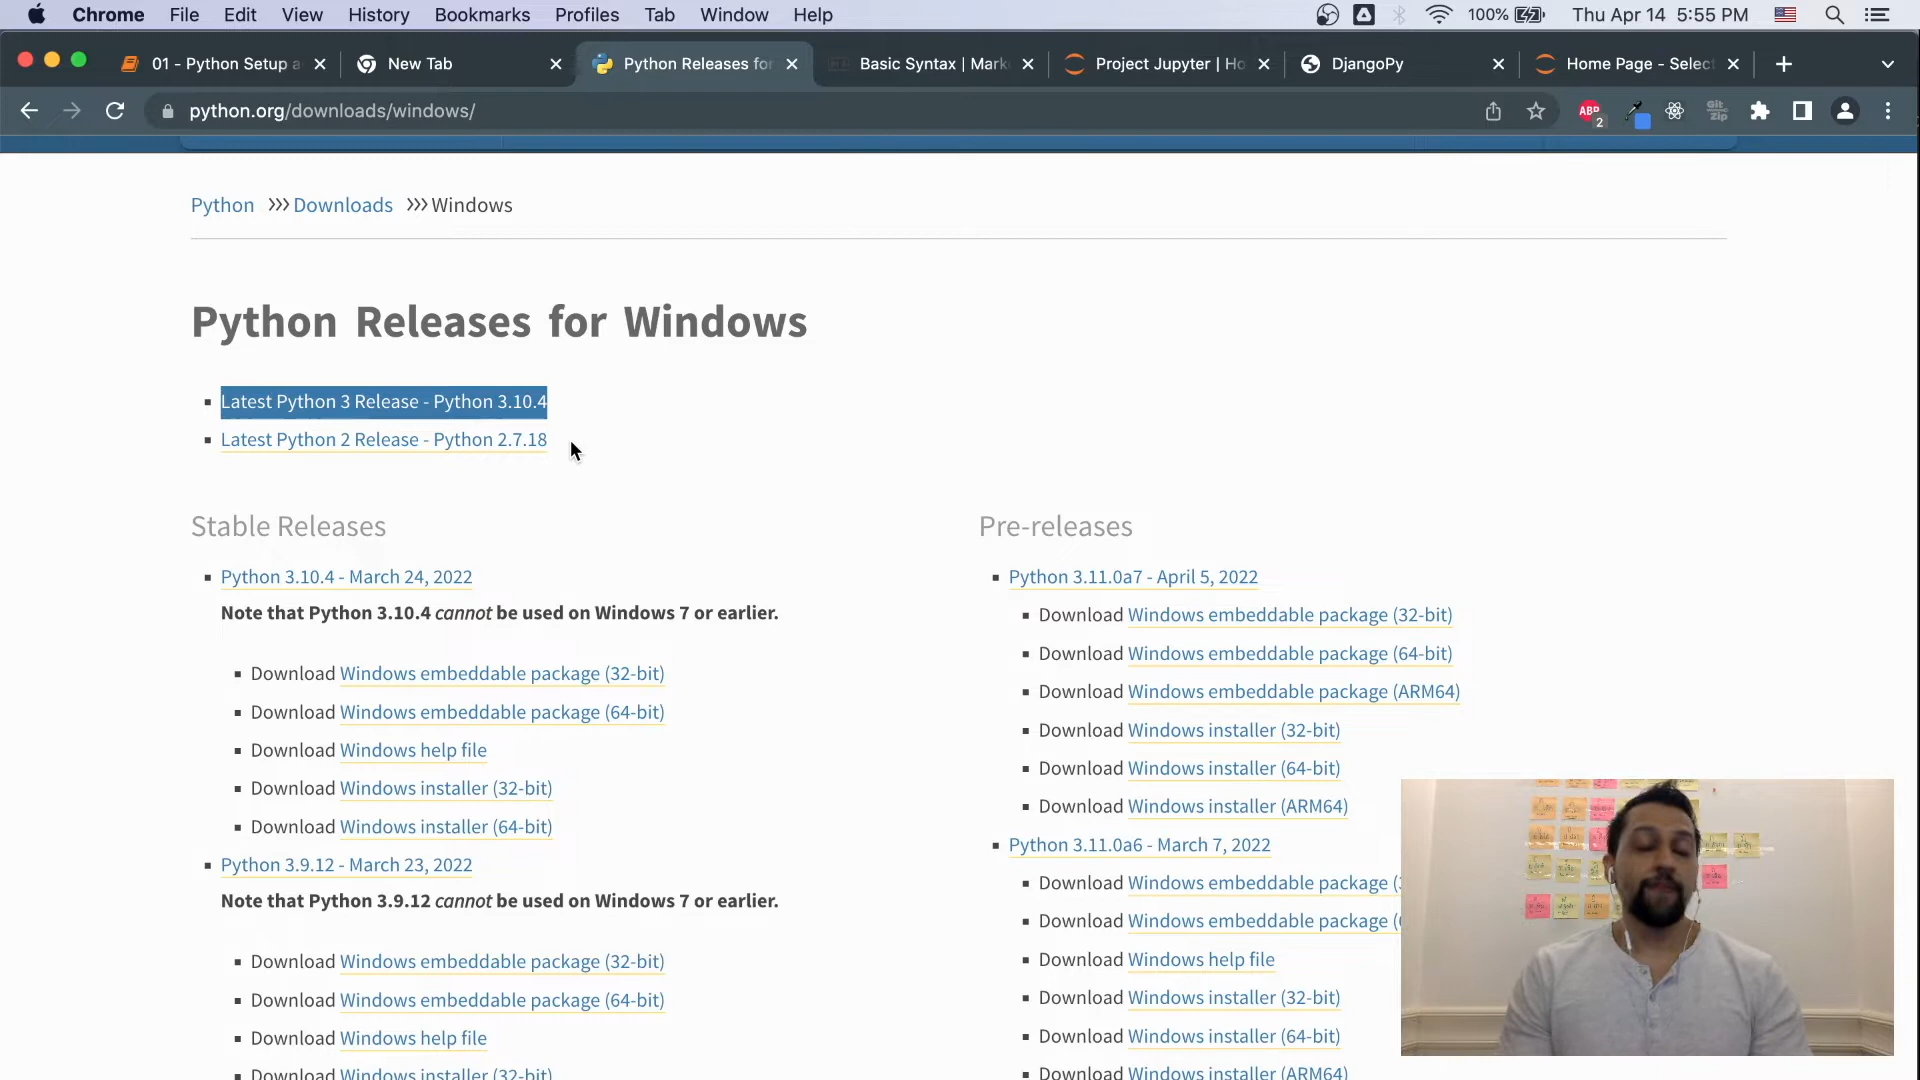 Chrome File Edit View History Bookmarks Profiles Tab Window Help 100% Thu Apr 14 5:55 PM
01 - Python Setup a New Tab Python Releases for Basic Syntax | Mark Project Jupyter | Ho DjangoPy Home Page - Select
python.org/downloads/windows/ ABP 2 Git Zip
Python Downloads Windows
Python Releases for Windows
Latest Python 3 Release - Python 3.10.4
Latest Python 2 Release - Python 2.7.18
Stable Releases
Python 3.10.4 - March 24, 2022
Note that Python 3.10.4 cannot be used on Windows 7 or earlier.
Download Windows embeddable package (32-bit)
Download Windows embeddable package (64-bit)
Download Windows help file
Download Windows installer (32-bit)
Download Windows installer (64-bit)
Python 3.9.12 - March 23, 2022
Note that Python 3.9.12 cannot be used on Windows 7 or earlier.
Download Windows embeddable package (32-bit)
Download Windows embeddable package (64-bit)
Download Windows help file
Download Windows installer (32-bit)
Pre-releases
Python 3.11.0a7 - April 5, 2022
Download Windows embeddable package (32-bit)
Download Windows embeddable package (64-bit)
Download Windows embeddable package (ARM64)
Download Windows installer (32-bit)
Download Windows installer (64-bit)
Download Windows installer (ARM64)
Python 3.11.0a6 - March 7, 2022
Download Windows embeddable package
Download Windows embeddable package
Download Windows help file
Download Windows installer (32-bit)
Download Windows installer (64-bit)
Download Windows installer (ARM64)